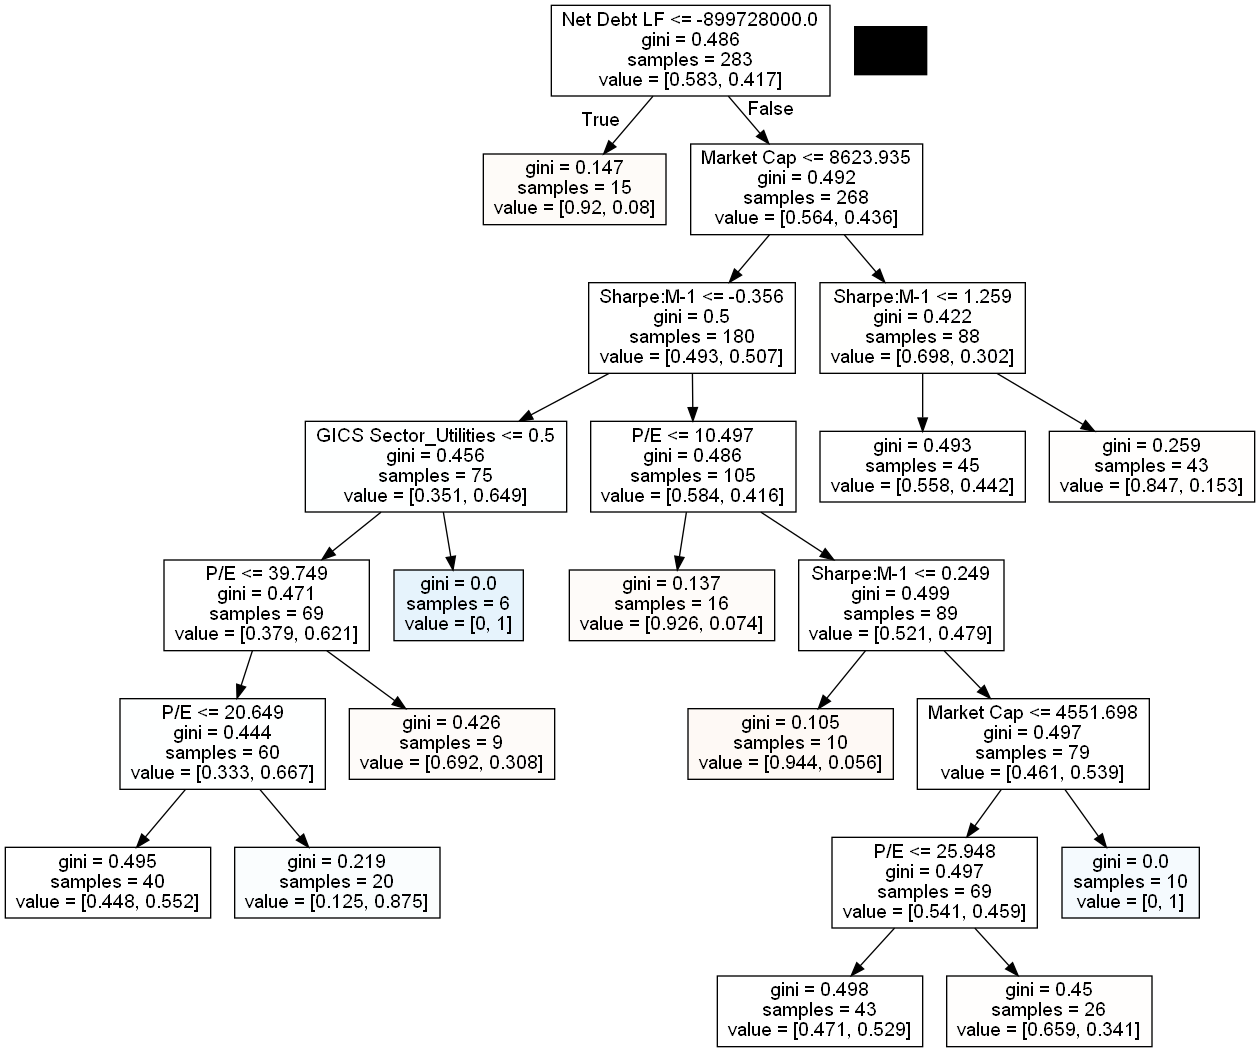 Net Debt LF <= -899728000.0
gini = 0.486
samples = 283
value = [0.583, 0.417]
True
False
gini = 0.147
samples = 15
value = [0.92, 0.08]
Market Cap <= 8623.935
gini = 0.492
samples = 268
value = [0.564, 0.436]
Sharpe:M-1 <= -0.356
gini = 0.5
samples = 180
value = [0.493, 0.507]
Sharpe:M-1 <= 1.259
gini = 0.422
samples = 88
value = [0.698, 0.302]
GICS Sector_Utilities <= 0.5
gini = 0.456
samples = 75
value = [0.351, 0.649]
P/E <= 10.497
gini = 0.486
samples = 105
value = [0.584, 0.416]
gini = 0.493
samples = 45
value = [0.558, 0.442]
gini = 0.259
samples = 43
value = [0.847, 0.153]
P/E <= 39.749
gini = 0.471
samples = 69
value = [0.379, 0.621]
gini = 0.0
samples = 6
value = [0, 1]
gini = 0.137
samples = 16
value = [0.926, 0.074]
Sharpe:M-1 <= 0.249
gini = 0.499
samples = 89
value = [0.521, 0.479]
P/E <= 20.649
gini = 0.444
samples = 60
value = [0.333, 0.667]
gini = 0.426
samples = 9
value = [0.692, 0.308]
gini = 0.105
samples = 10
value = [0.944, 0.056]
Market Cap <= 4551.698
gini = 0.497
samples = 79
value = [0.461, 0.539]
gini = 0.495
samples = 40
value = [0.448, 0.552]
gini = 0.219
samples = 20
value = [0.125, 0.875]
P/E <= 25.948
gini = 0.497
samples = 69
value = [0.541, 0.459]
gini = 0.0
samples = 10
value = [0, 1]
gini = 0.498
samples = 43
value = [0.471, 0.529]
gini = 0.45
samples = 26
value = [0.659, 0.341]